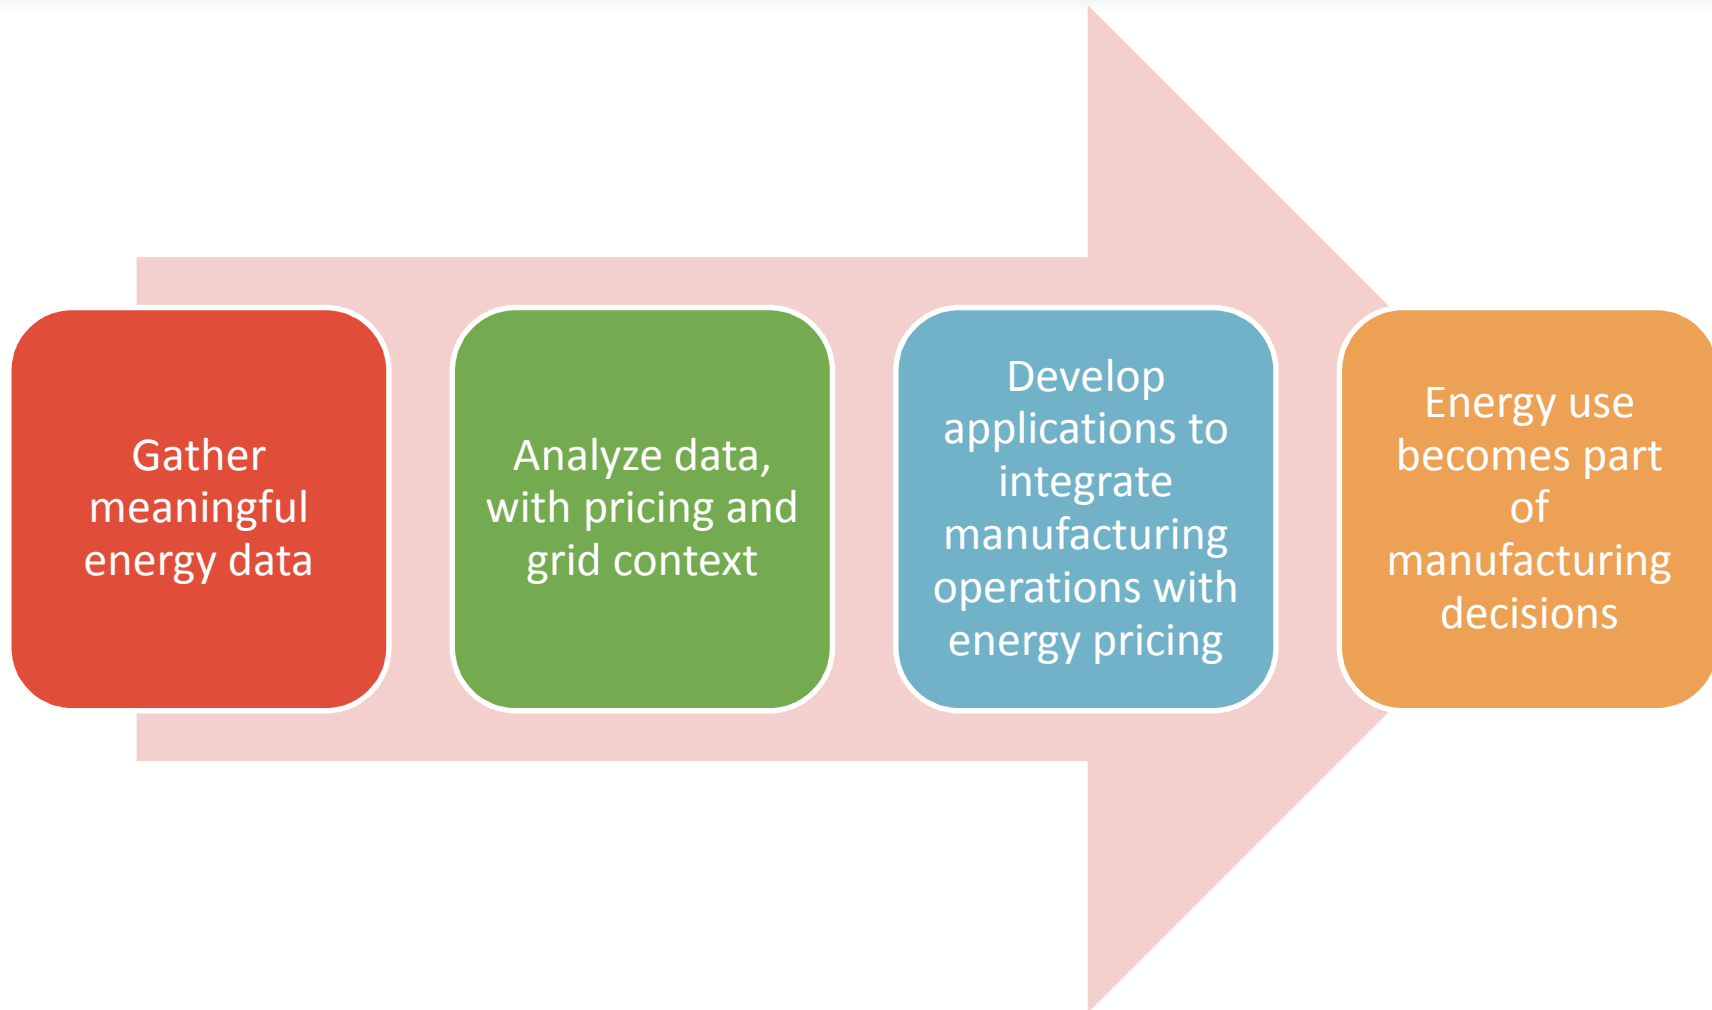 Gather
meaningful
energy data
Analyze data,
with pricing and
grid context
Develop
applications to
integrate
manufacturing
operations with
energy pricing
Energy use
becomes part
of
manufacturing
decisions